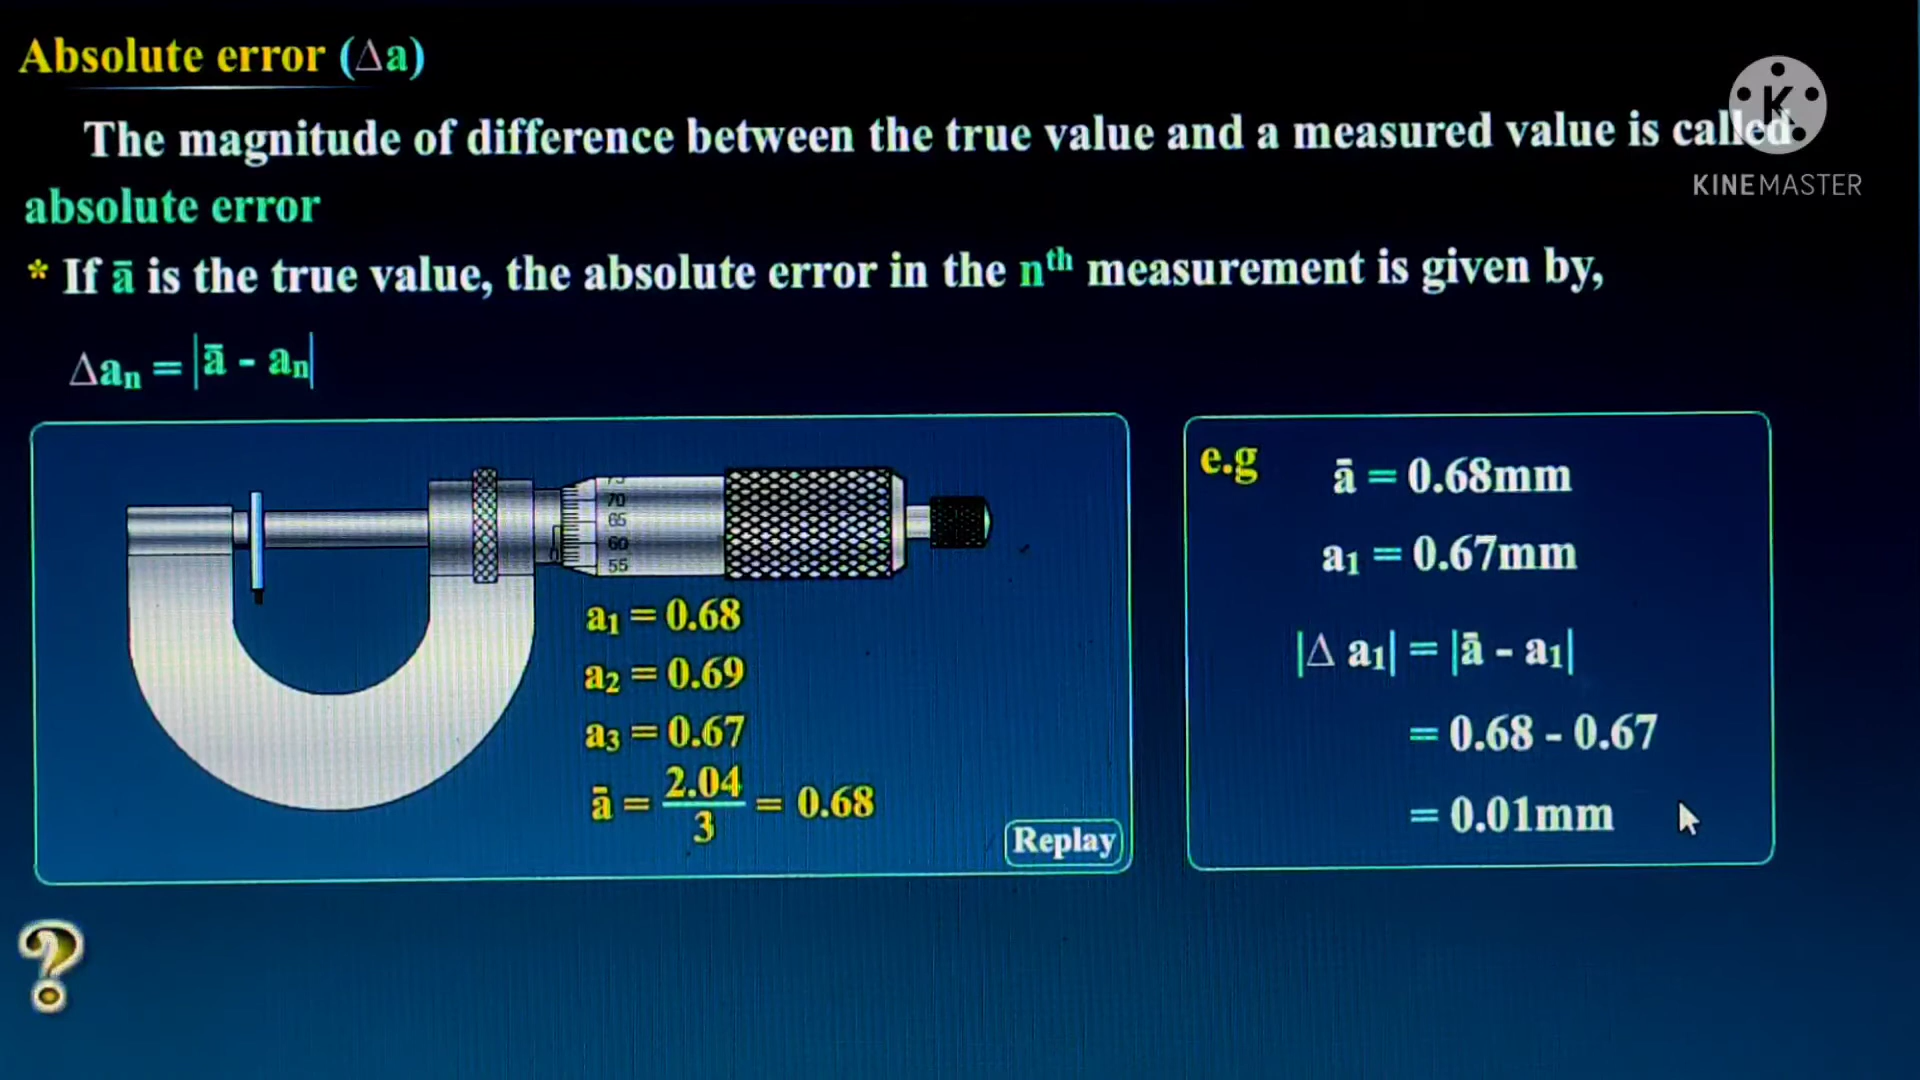 Absolute error (Δa)
The magnitude of difference between the true value and a measured value is called
absolute error
* If ā is the true value, the absolute error in the nth measurement is given by,
Δan = |ā - an|
75
70
65
60
55
0
a1 = 0.68
a2 = 0.69
a3 = 0.67
ā = 2.04/3 = 0.68
Replay
e.g
ā = 0.68mm
a1 = 0.67mm
|Δ a1| = |ā - a1|
= 0.68 - 0.67
= 0.01mm
?
K
KINEMASTER